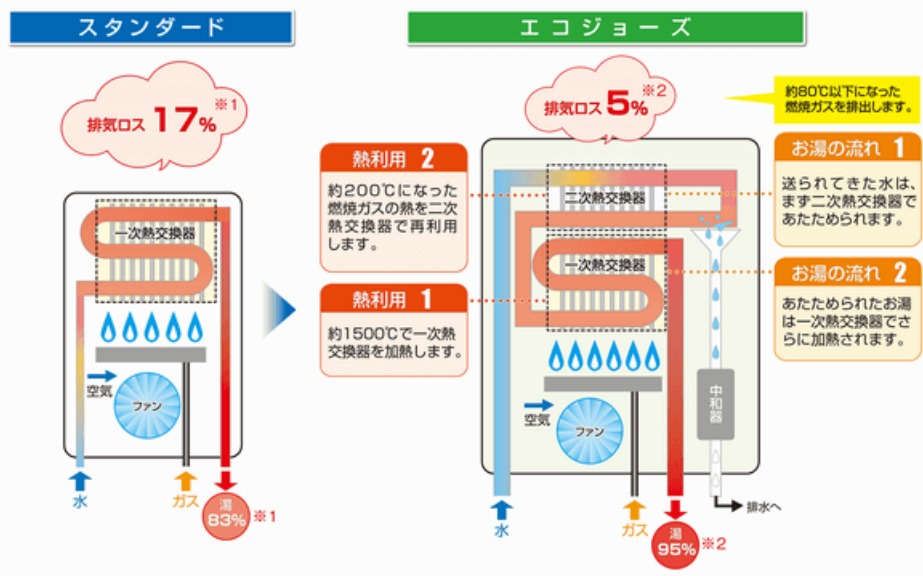 スタンダード
排気ロス 17% ※1
一次熱交換器
空気
ファン
水
ガス
湯
83% ※1
エコジョーズ
排気ロス 5% ※2
約80℃以下になった
燃焼ガスを排出します。
熱利用 2
約200℃になった
燃焼ガスの熱を二次
熱交換器で再利用
します。
熱利用 1
約1500℃で一次熱
交換器を加熱します。
二次熱交換器
一次熱交換器
空気
ファン
中和器
水
ガス
湯
95% ※2
排水へ
お湯の流れ 1
送られてきた水は、
まず二次熱交換器で
あたためられます。
お湯の流れ 2
あたためられたお湯
は一次熱交換器でさ
らに加熱されます。